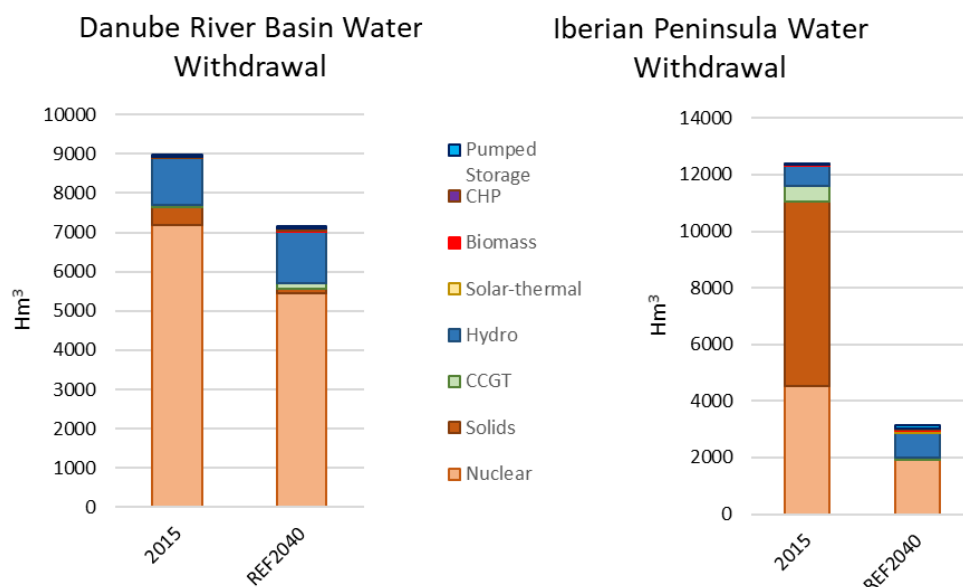 Danube River Basin Water
Withdrawal
10000
9000
8000
7000
6000
5000
4000
3000
2000
1000
0
Hm³
2015
REF2040
Pumped
Storage
CHP
Biomass
Solar-thermal
Hydro
CCGT
Solids
Nuclear
Iberian Peninsula Water
Withdrawal
14000
12000
10000
8000
6000
4000
2000
0
Hm³
2015
REF2040